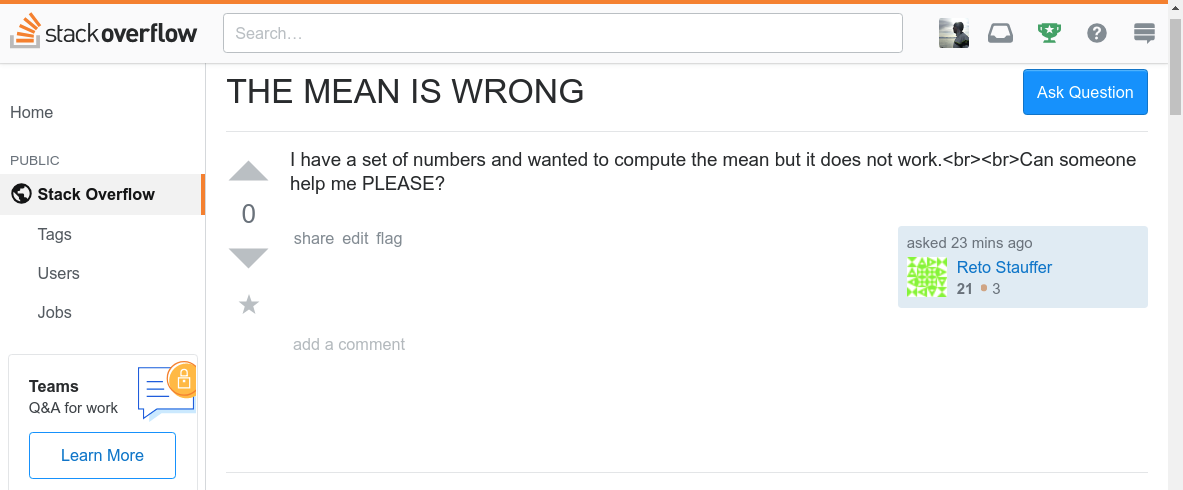 stackoverflow
Search…
Home
PUBLIC
Stack Overflow
Tags
Users
Jobs
Teams
Q&A for work
Learn More
THE MEAN IS WRONG
Ask Question
0
I have a set of numbers and wanted to compute the mean but it does not work.<br><br>Can someone
help me PLEASE?
share edit flag
asked 23 mins ago
Reto Stauffer
21 3
add a comment